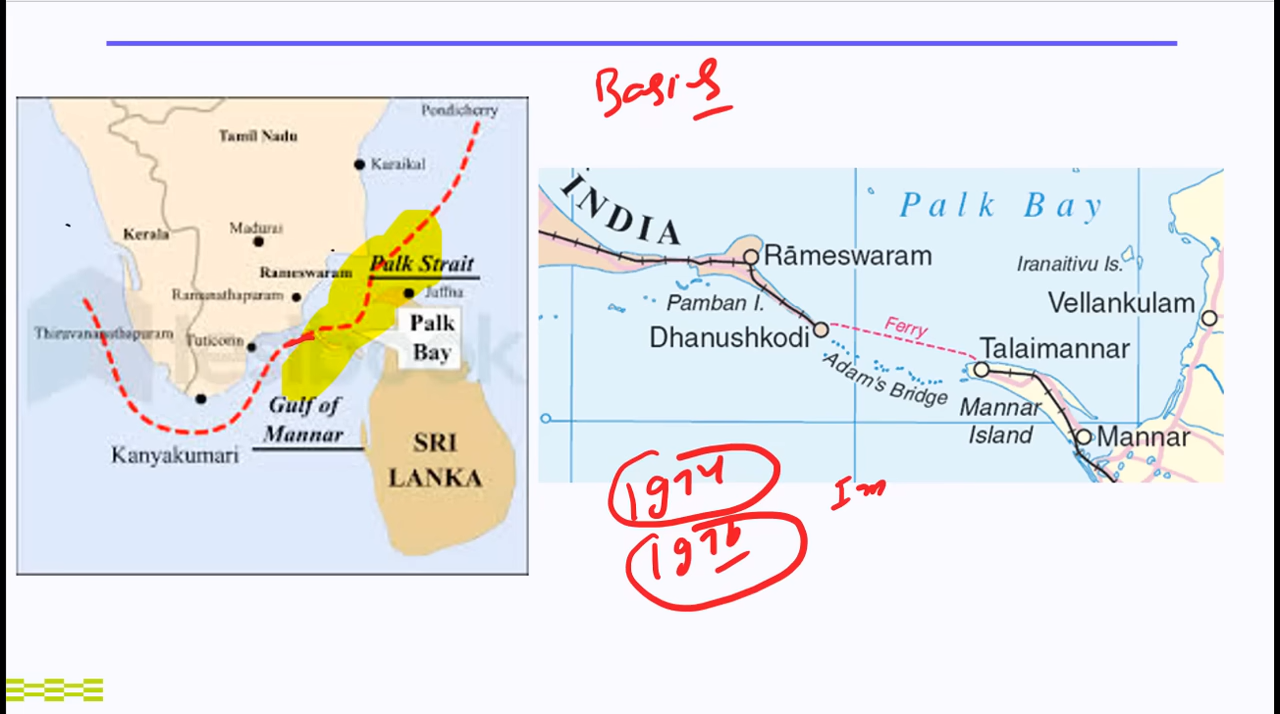 Basis
Pondicherry
Tamil Nadu
Karaikal
Kerala
Madurai
Rameswaram
Palk Strait
Ramanathapuram
Jaffna
Thiruvananathapuram
Tuticorin
Palk
Bay
Gulf of
Mannar
Kanyakumari
SRI
LANKA
INDIA
Palk Bay
Rāmeswaram
Iranaitivu Is.
Pamban I.
Vellankulam
Dhanushkodi
Ferry
Talaimannar
Adam's Bridge
Mannar
Island
Mannar
1974
Im
1976